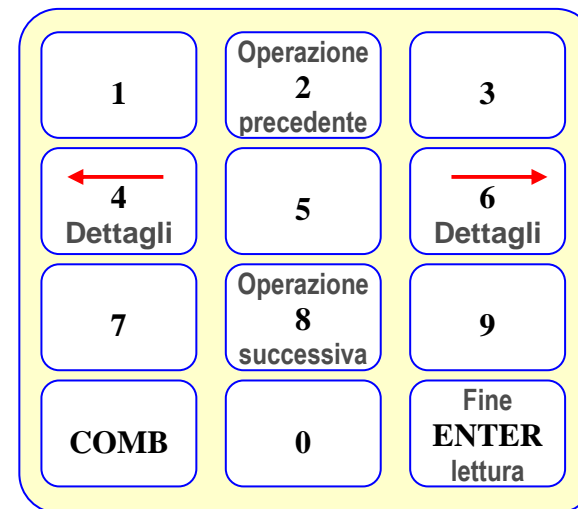 1
Operazione
2
precedente
3
4
Dettagli
5
6
Dettagli
7
Operazione
8
successiva
9
COMB
0
Fine
ENTER
lettura